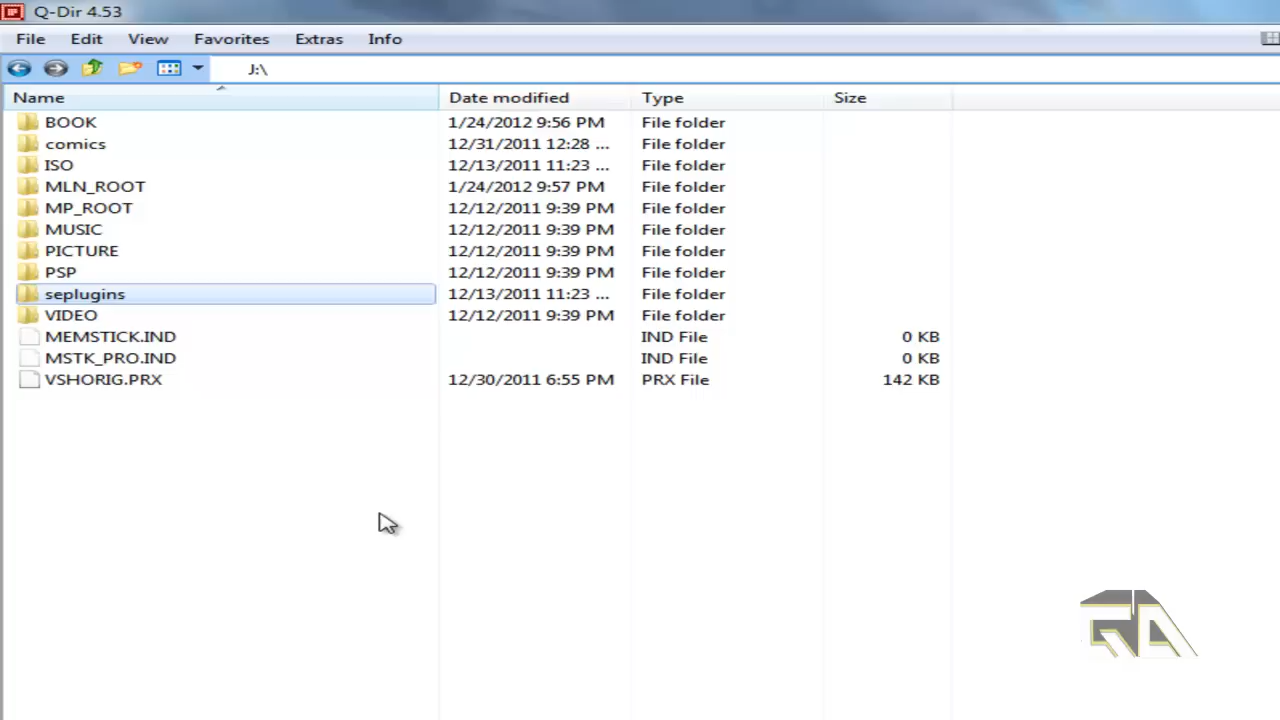 Q-Dir 4.53
File Edit View Favorites Extras Info
J:\
Name Date modified Type Size
BOOK 1/24/2012 9:56 PM File folder
comics 12/31/2011 12:28 ... File folder
ISO 12/13/2011 11:23 ... File folder
MLN_ROOT 1/24/2012 9:57 PM File folder
MP_ROOT 12/12/2011 9:39 PM File folder
MUSIC 12/12/2011 9:39 PM File folder
PICTURE 12/12/2011 9:39 PM File folder
PSP 12/12/2011 9:39 PM File folder
seplugins 12/13/2011 11:23 ... File folder
VIDEO 12/12/2011 9:39 PM File folder
MEMSTICK.IND IND File 0 KB
MSTK_PRO.IND IND File 0 KB
VSHORIG.PRX 12/30/2011 6:55 PM PRX File 142 KB